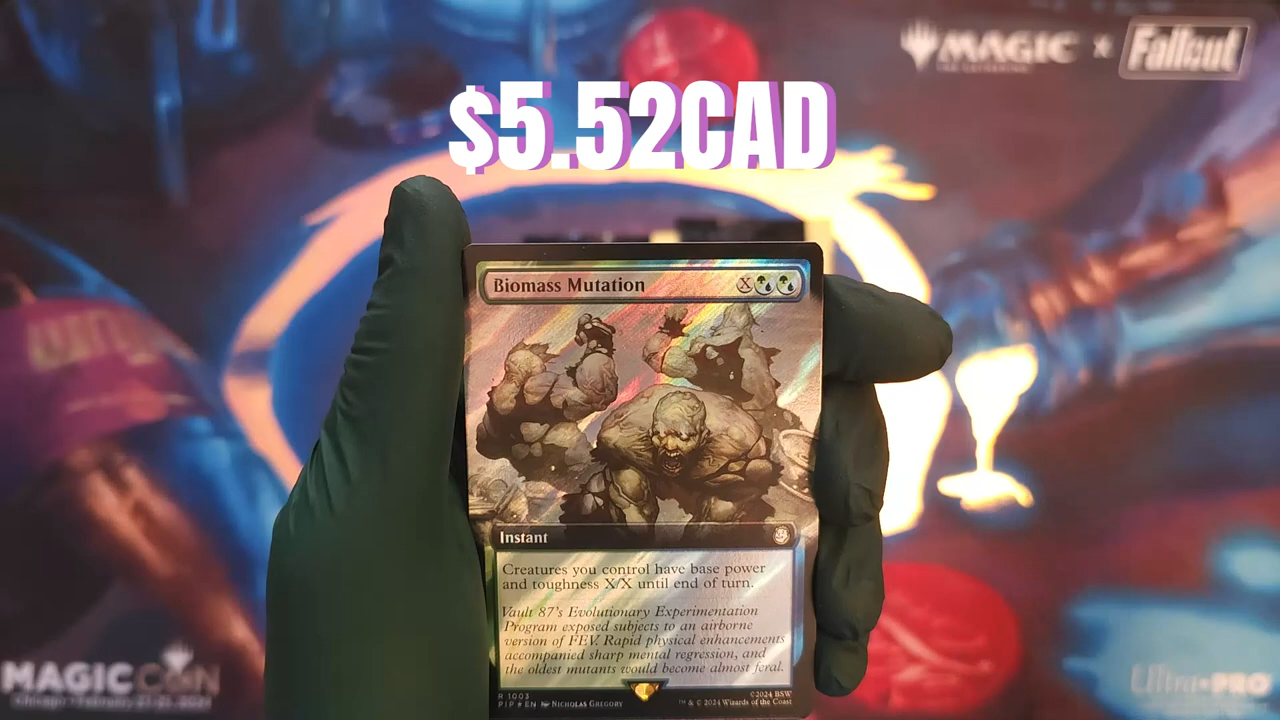 MAGIC x Fallout
THE GATHERING
$5.52CAD
Biomass Mutation X
Instant
Creatures you control have base power
and toughness X/X until end of turn.
Vault 87's Evolutionary Experimentation
Program exposed subjects to an airborne
version of FEV. Rapid physical enhancements
accompanied sharp mental regression, and
the oldest mutants would become almost feral.
R 1003
PIP ★ EN NICHOLAS GREGORY
©2024 BSW
™ & © 2024 Wizards of the Coast
MAGICCON
Chicago
Ultra•PRO